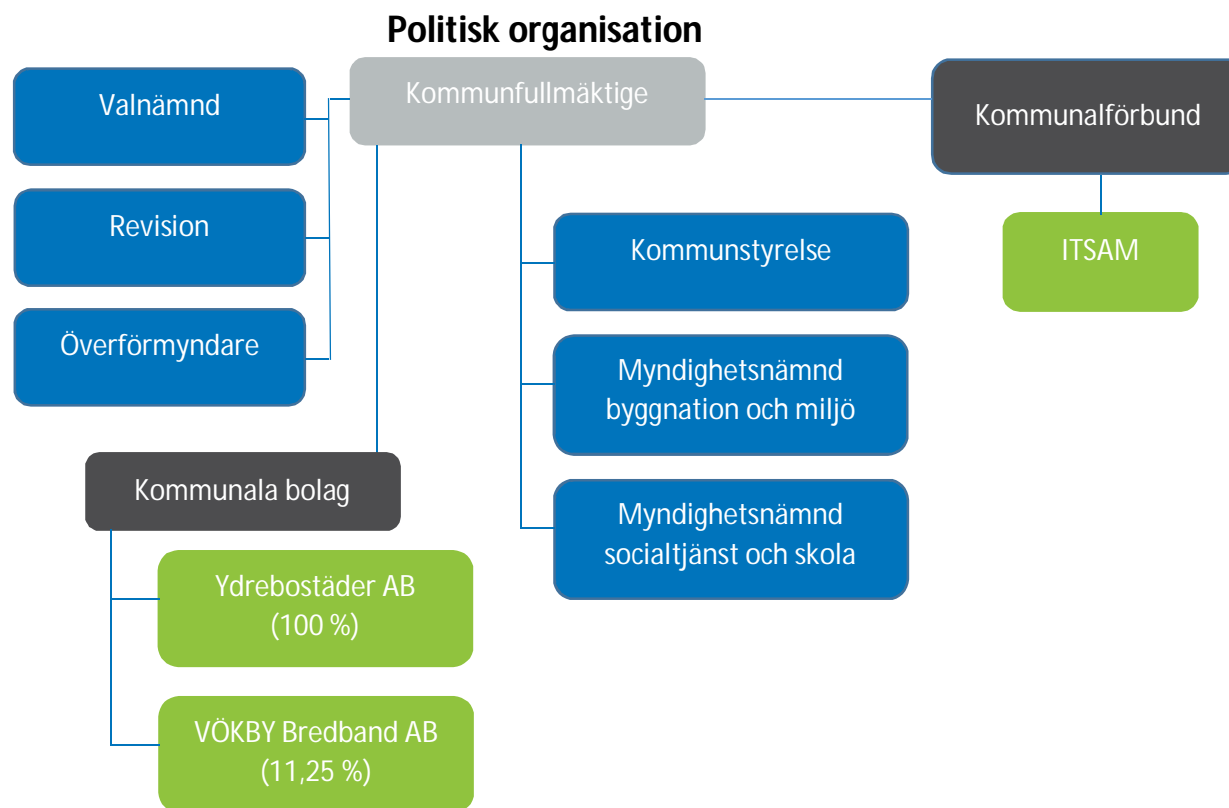 Politisk organisation
Valnämnd
Kommunfullmäktige
Kommunalförbund
Revision
Kommunstyrelse
ITSAM
Överförmyndare
Myndighetsnämnd
byggnation och miljö
Kommunala bolag
Myndighetsnämnd
socialtjänst och skola
Ydrebostäder AB
(100 %)
VÖKBY Bredband AB
(11,25 %)